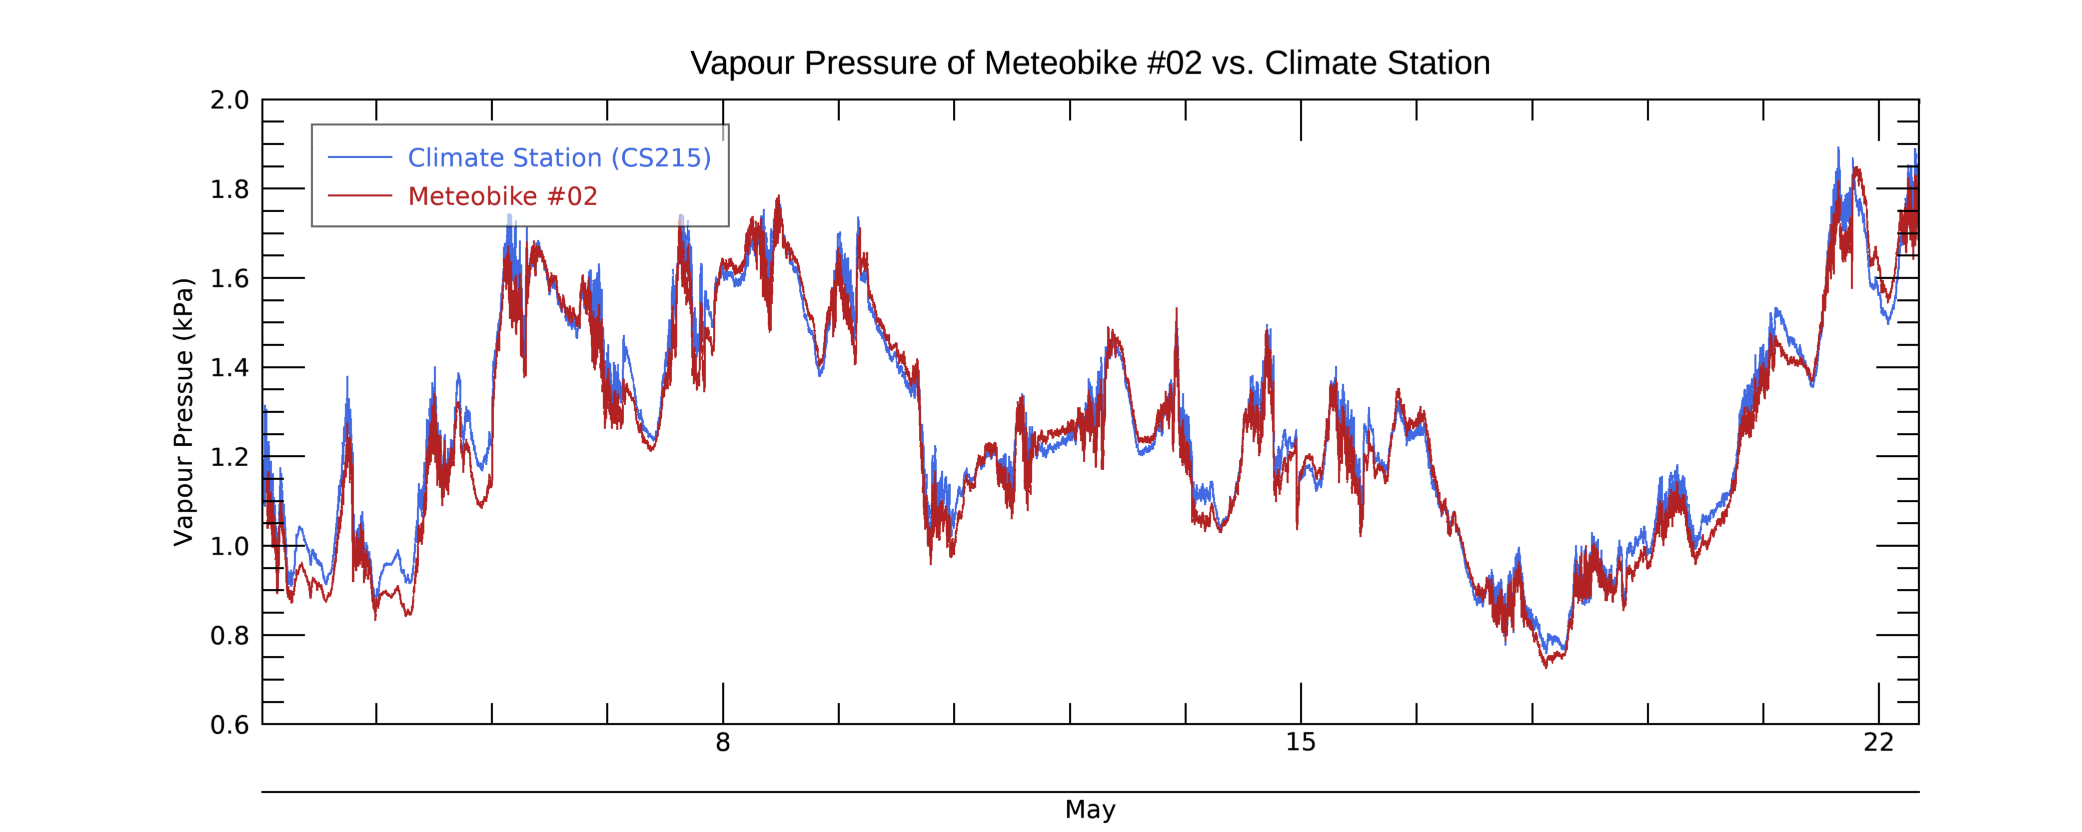 Vapour Pressure of Meteobike #02 vs. Climate Station
Climate Station (CS215)
Meteobike #02
Vapour Pressue (kPa)
2.0
1.8
1.6
1.4
1.2
1.0
0.8
0.6
8 15 22
May